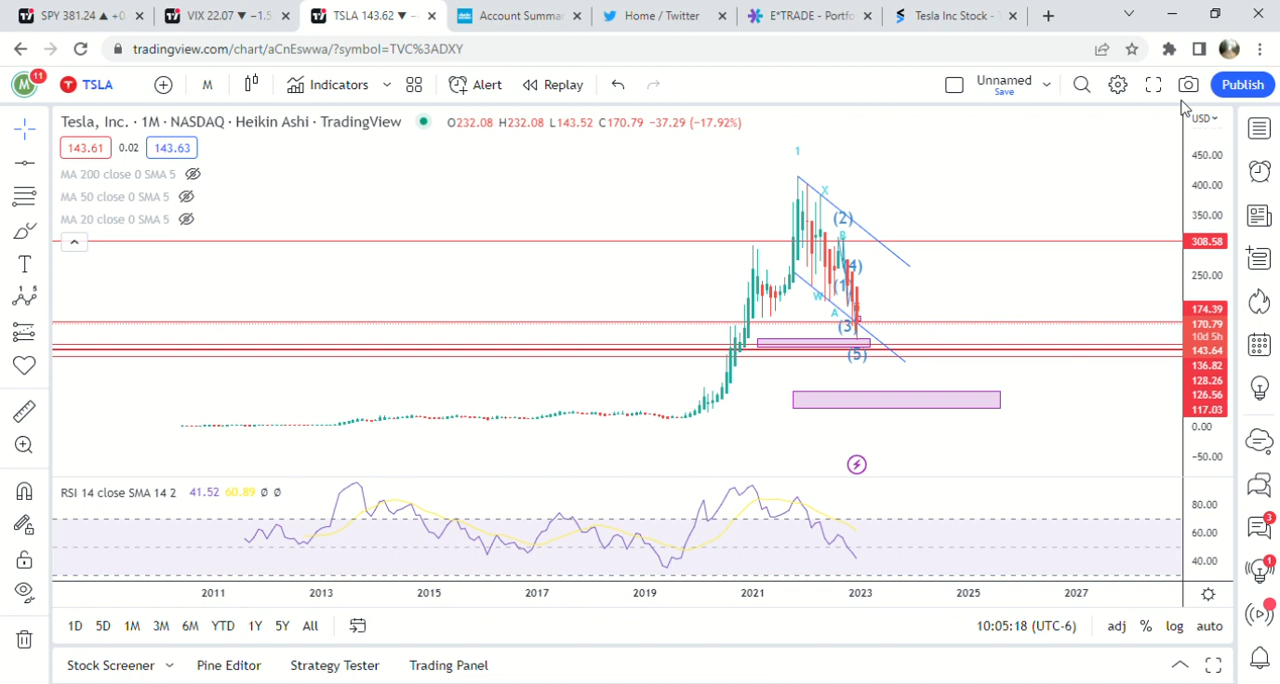 SPY 381.24 ▲ +0
VIX 22.07 ▼ −1.5
TSLA 143.62 ▼ −
Account Summar
Home / Twitter
E*TRADE - Portfo
Tesla Inc Stock -
tradingview.com/chart/aCnEswwa/?symbol=TVC%3ADXY
M
11
TSLA
M
Indicators
Alert
Replay
Unnamed
Save
Publish
Tesla, Inc. · 1M · NASDAQ · Heikin Ashi · TradingView
O232.08 H232.08 L143.52 C170.79 −37.29 (−17.92%)
USD
143.61
0.02
143.63
MA 200 close 0 SMA 5
MA 50 close 0 SMA 5
MA 20 close 0 SMA 5
1
X
(2)
B
(4)
(1)
W
A
(3)
(5)
450.00
400.00
350.00
308.58
250.00
174.39
170.79
10d 5h
143.64
136.82
128.26
126.56
117.03
0.00
−50.00
RSI 14 close SMA 14 2 41.52 60.89 Ø Ø
80.00
60.00
40.00
2011
2013
2015
2017
2019
2021
2023
2025
2027
1D 5D 1M 3M 6M YTD 1Y 5Y All
10:05:18 (UTC-6)
adj % log auto
Stock Screener
Pine Editor
Strategy Tester
Trading Panel
3
1